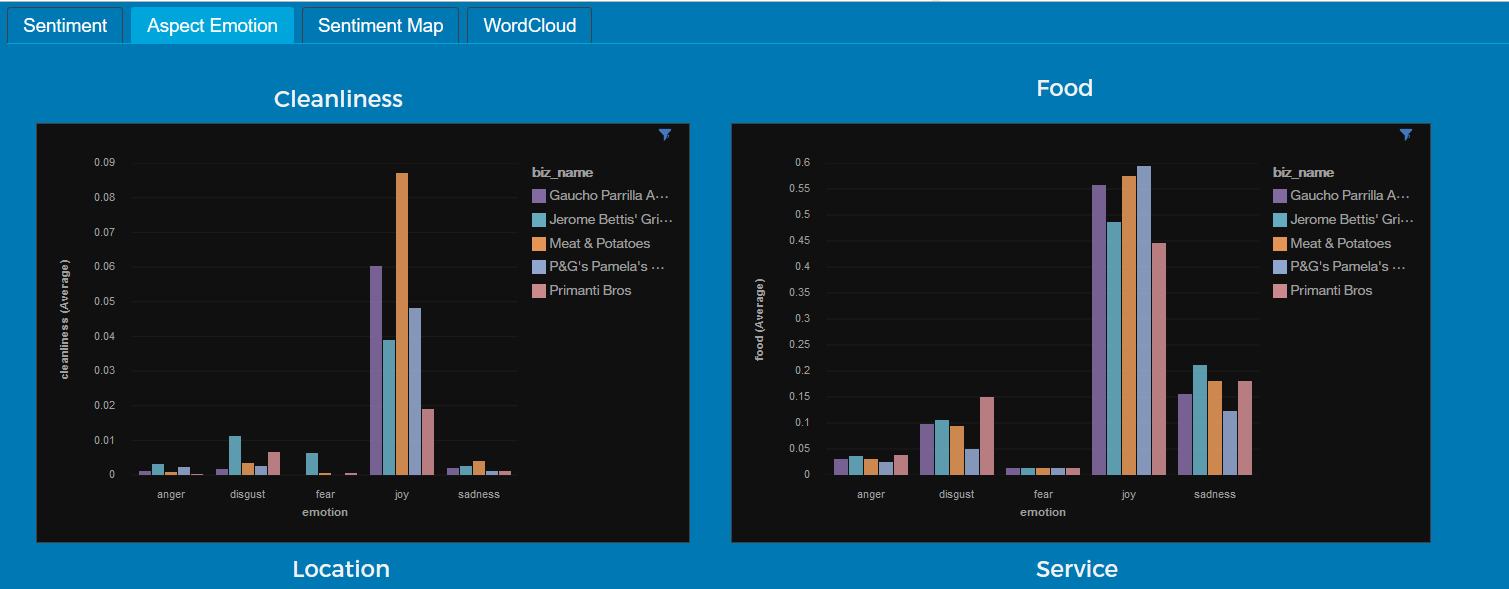 Sentiment
Aspect Emotion
Sentiment Map
WordCloud
Cleanliness
cleanliness (Average)
0.09
0.08
0.07
0.06
0.05
0.04
0.03
0.02
0.01
0
anger
disgust
fear
joy
sadness
emotion
biz_name
Gaucho Parrilla A···
Jerome Bettis' Gri···
Meat & Potatoes
P&G's Pamela's ···
Primanti Bros
Food
food (Average)
0.6
0.55
0.5
0.45
0.4
0.35
0.3
0.25
0.2
0.15
0.1
0.05
0
anger
disgust
fear
joy
sadness
emotion
biz_name
Gaucho Parrilla A···
Jerome Bettis' Gri···
Meat & Potatoes
P&G's Pamela's ···
Primanti Bros
Location
Service